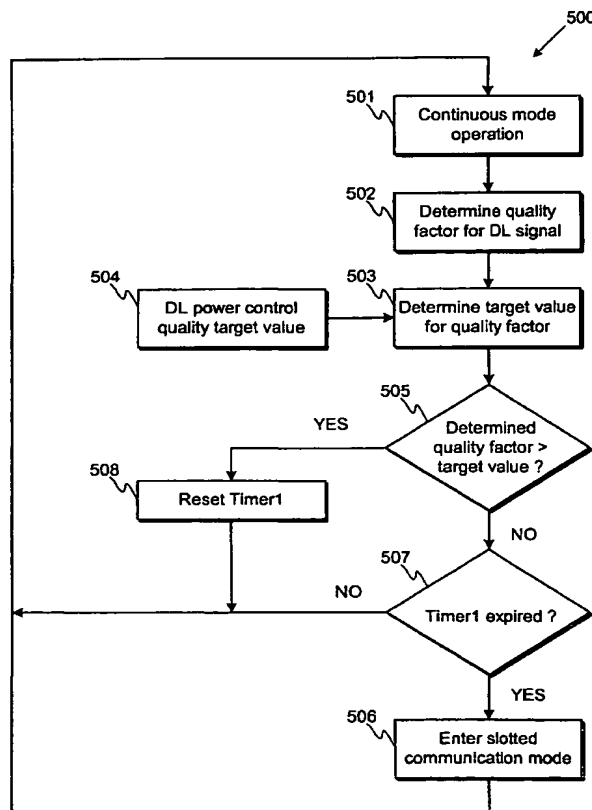 500
501
Continuous mode
operation
502
Determine quality
factor for DL signal
504
503
DL power control
quality target value
Determine target value
for quality factor
505
YES
Determined
quality factor >
target value ?
508
Reset Timer1
NO
507
NO
Timer1 expired ?
YES
506
Enter slotted
communication mode